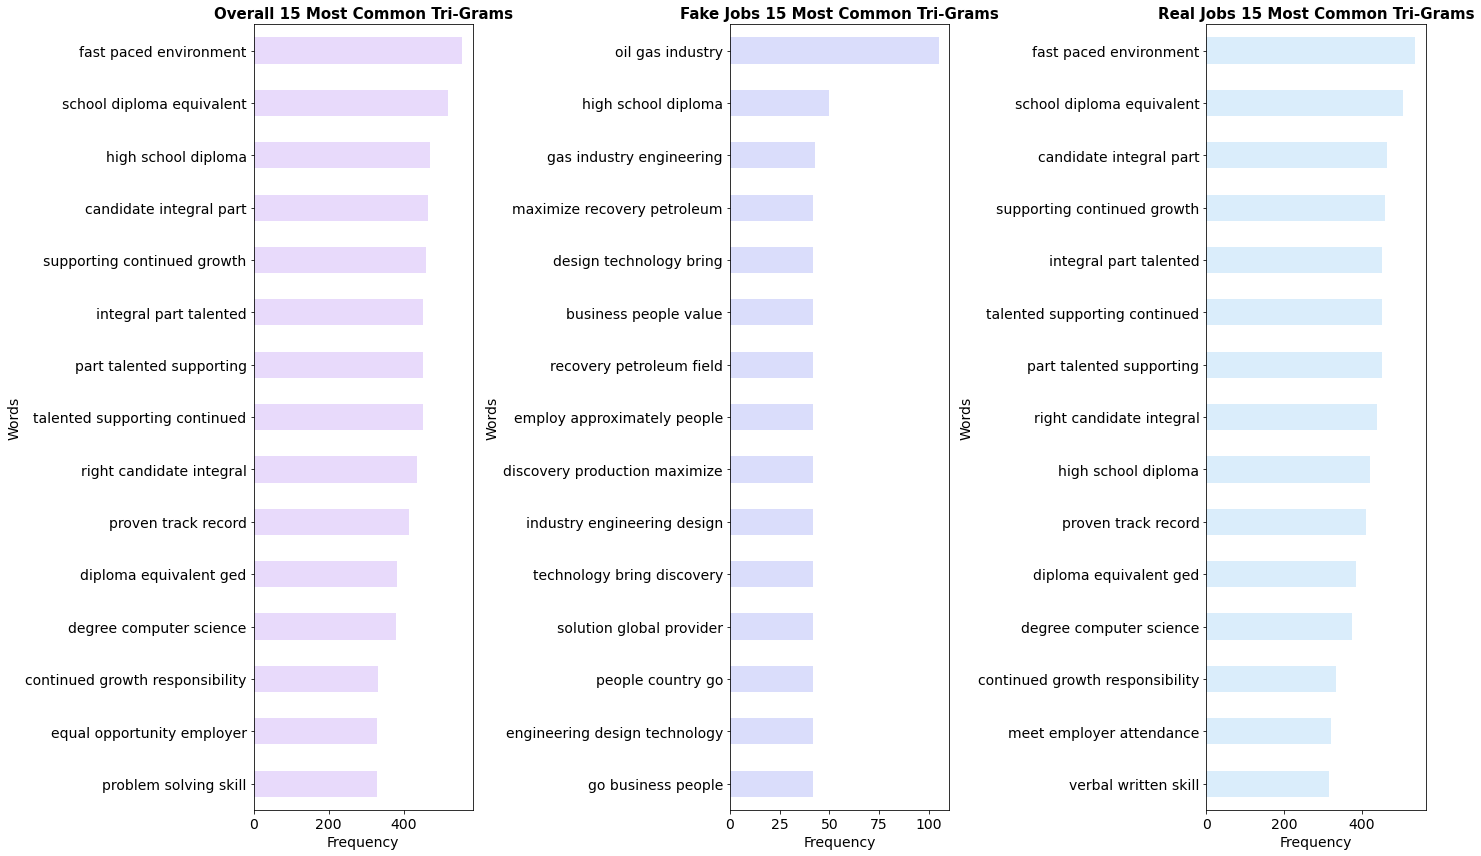 Overall 15 Most Common Tri-Grams
Words
fast paced environment
school diploma equivalent
high school diploma
candidate integral part
supporting continued growth
integral part talented
part talented supporting
talented supporting continued
right candidate integral
proven track record
diploma equivalent ged
degree computer science
continued growth responsibility
equal opportunity employer
problem solving skill
0 200 400
Frequency
Fake Jobs 15 Most Common Tri-Grams
Words
oil gas industry
high school diploma
gas industry engineering
maximize recovery petroleum
design technology bring
business people value
recovery petroleum field
employ approximately people
discovery production maximize
industry engineering design
technology bring discovery
solution global provider
people country go
engineering design technology
go business people
0 25 50 75 100
Frequency
Real Jobs 15 Most Common Tri-Grams
Words
fast paced environment
school diploma equivalent
candidate integral part
supporting continued growth
integral part talented
talented supporting continued
part talented supporting
right candidate integral
high school diploma
proven track record
diploma equivalent ged
degree computer science
continued growth responsibility
meet employer attendance
verbal written skill
0 200 400
Frequency